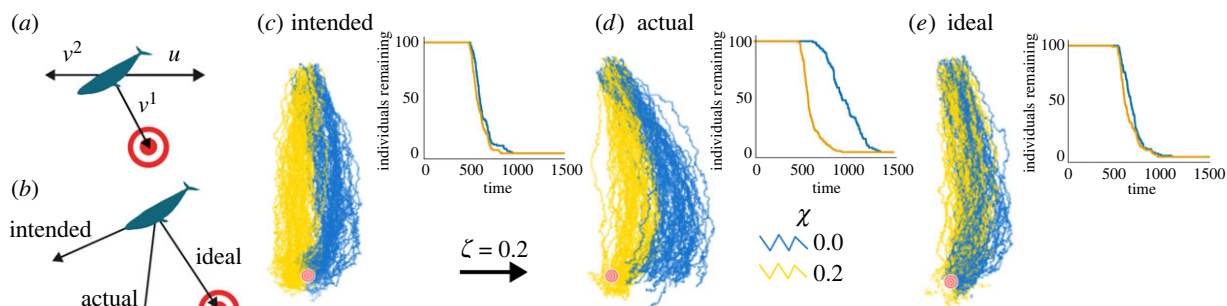 (a)
v²
u
v¹
(b)
intended
ideal
actual
(c) intended
individuals remaining
100
50
0
0 500 1000 1500
time
ζ = 0.2
(d) actual
individuals remaining
100
50
0
0 500 1000 1500
time
χ
0.0
0.2
(e) ideal
individuals remaining
100
50
0
0 500 1000 1500
time